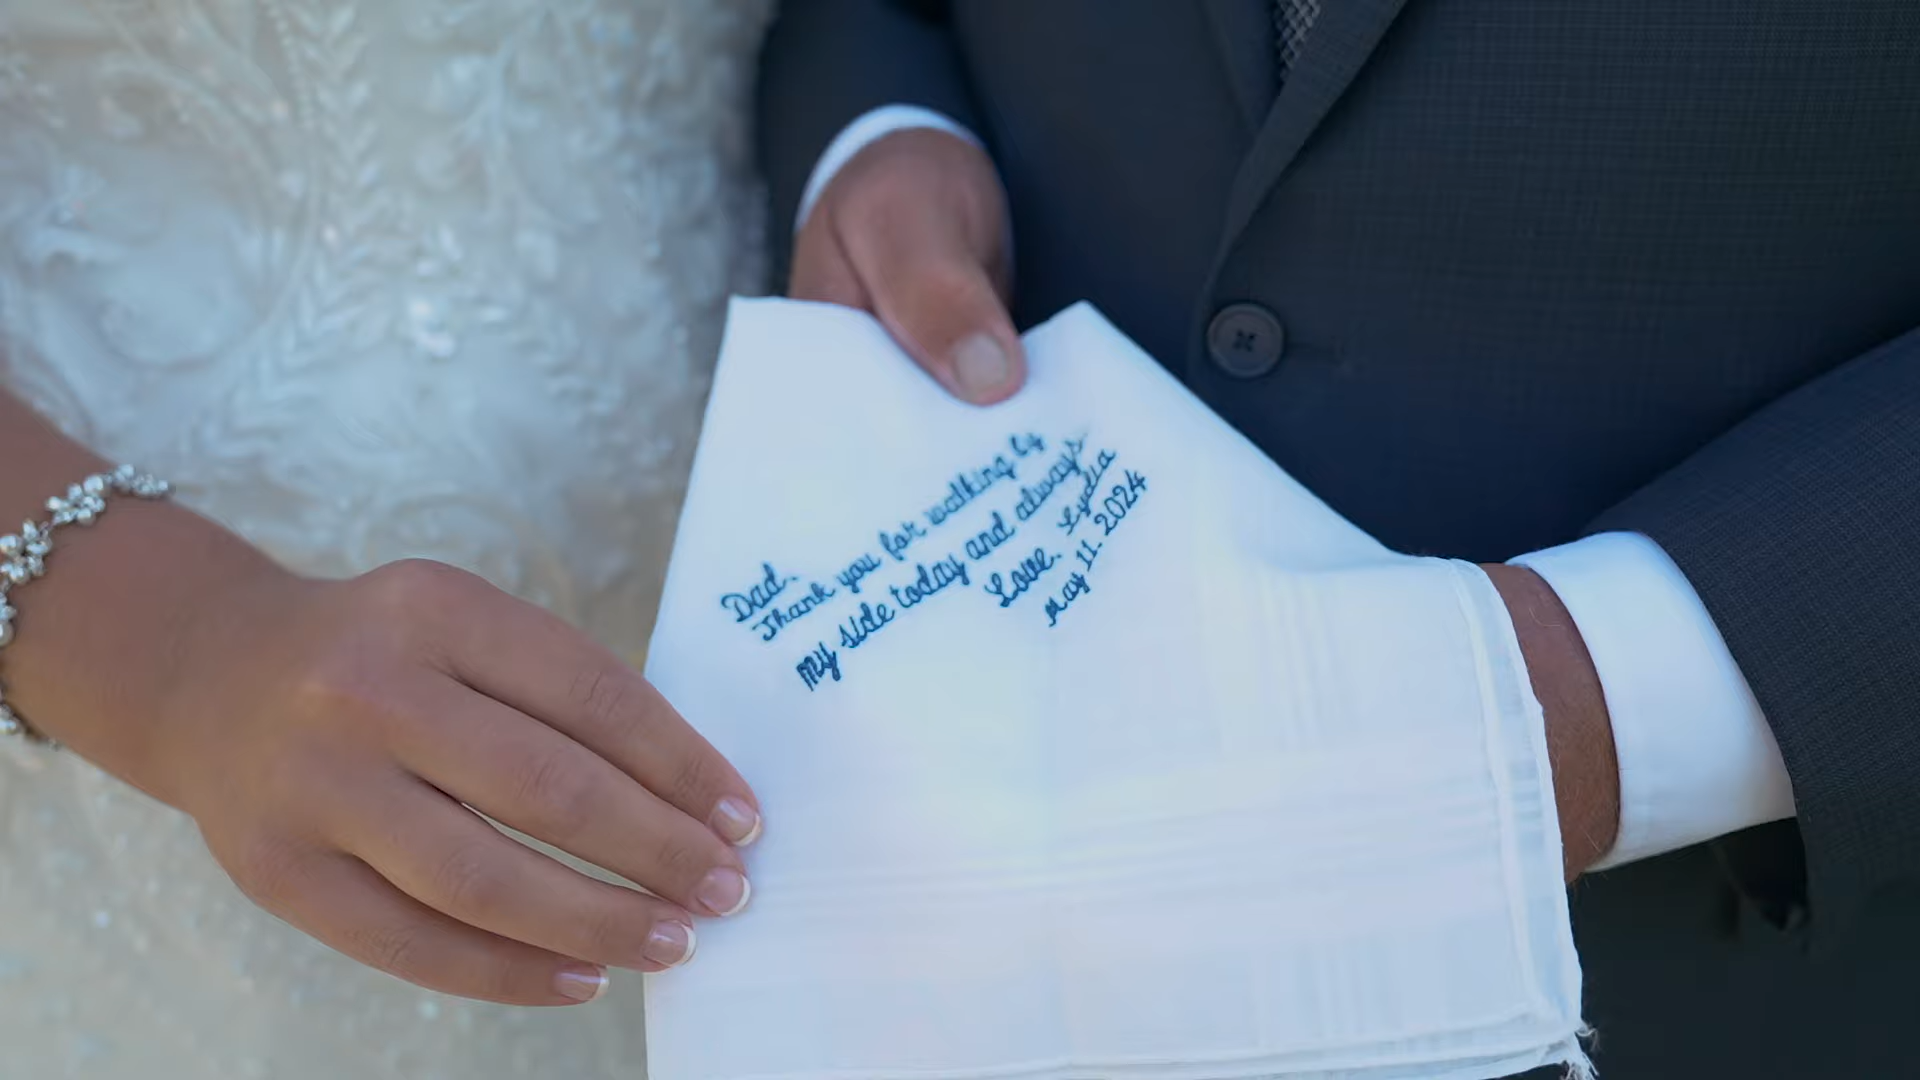 Dad,
Thank you for walking by
my side today and always
Love, Lydia
May 11, 2024